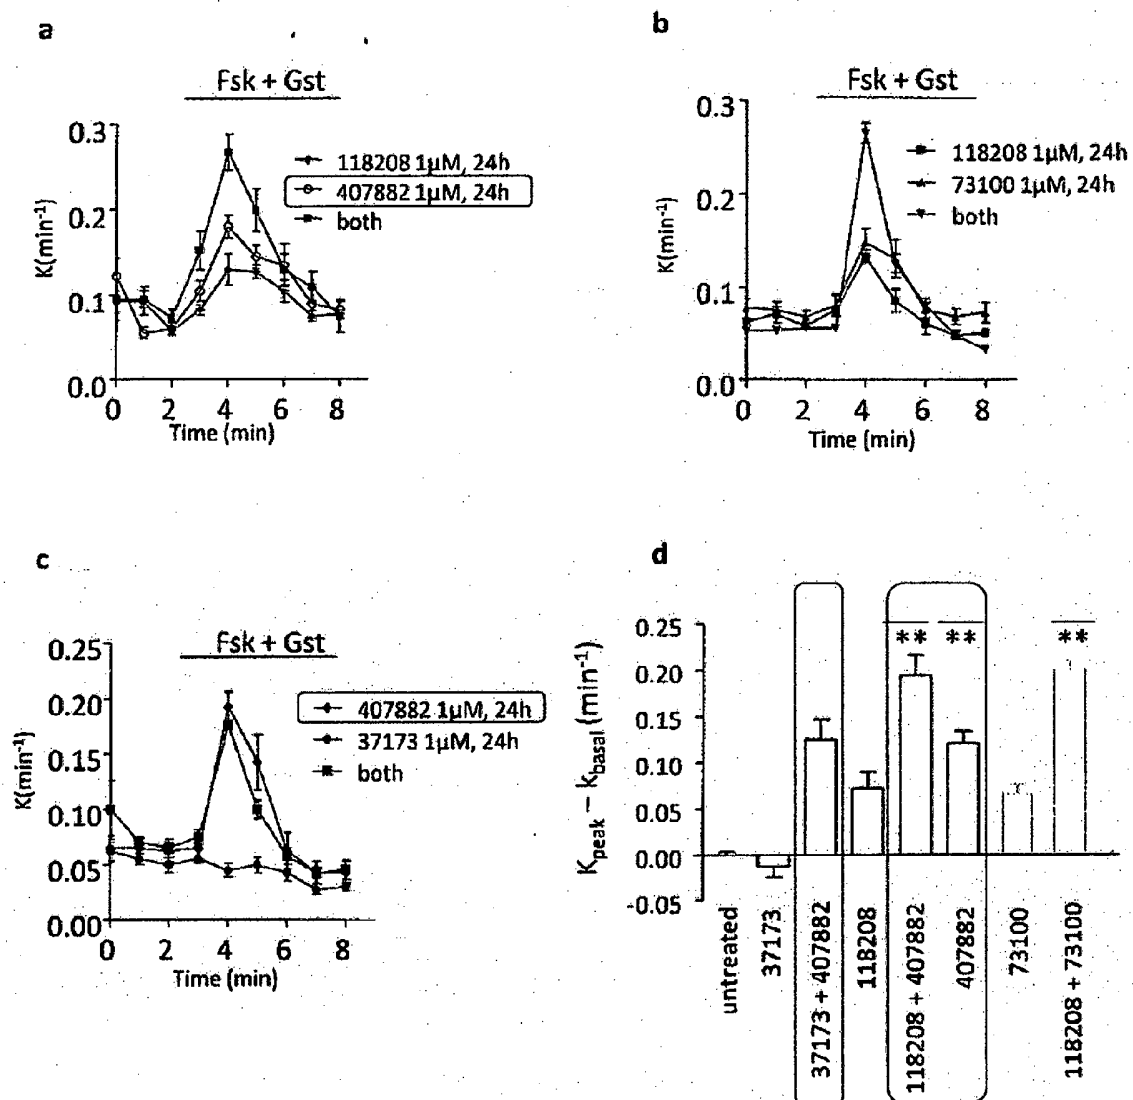 a
Fsk + Gst
0.3
0.2
0.1
0.0
K(min⁻¹)
0 2 4 6 8
Time (min)
118208 1µM, 24h
407882 1µM, 24h
both
b
Fsk + Gst
0.3
0.2
0.1
0.0
K(min⁻¹)
0 2 4 6 8
Time (min)
118208 1µM, 24h
73100 1µM, 24h
both
c
Fsk + Gst
0.25
0.20
0.15
0.10
0.05
0.00
K(min⁻¹)
0 2 4 6 8
Time (min)
407882 1µM, 24h
37173 1µM, 24h
both
d
K_peak – k_basal (min⁻¹)
0.25
0.20
0.15
0.10
0.05
0.00
-0.05
** ** **
untreated
37173
37173 + 407882
118208
118208 + 407882
407882
73100
118208 + 73100